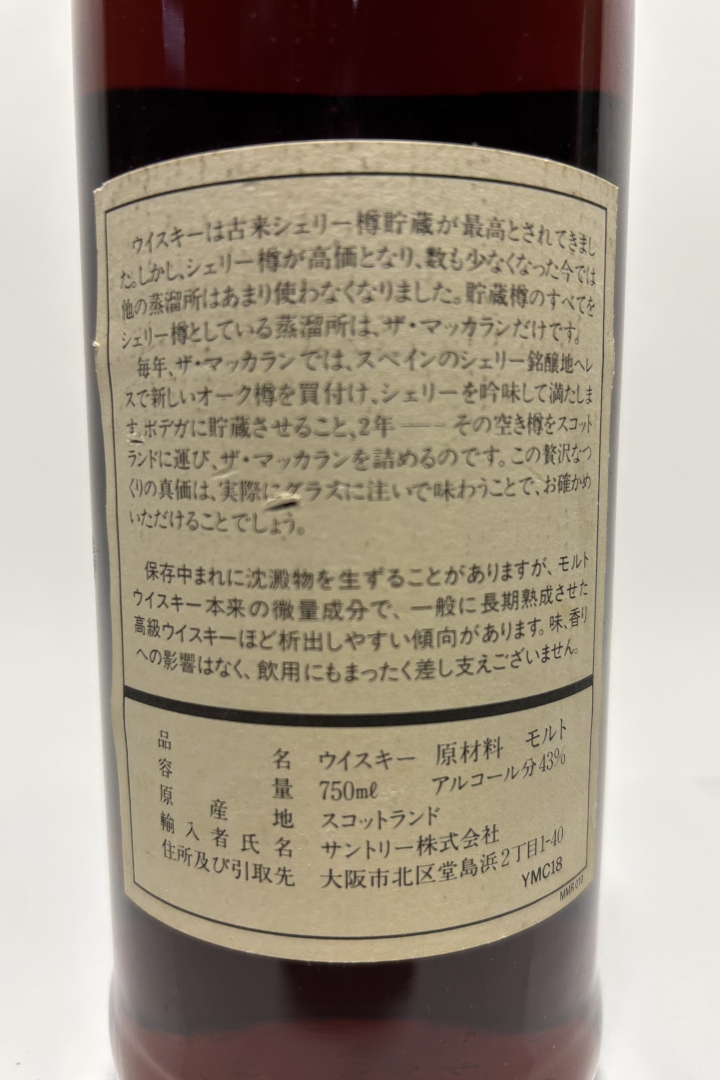 ウイスキーは古来シェリー樽貯蔵が最高とされてきまし
た。しかし、シェリー樽が高価となり、数も少なくなった今では
他の蒸溜所はあまり使わなくなりました。貯蔵樽のすべてを
シェリー樽としている蒸溜所は、ザ・マッカランだけです。
毎年、ザ・マッカランでは、スペインのシェリー銘醸地ヘレ
スで新しいオーク樽を買付け、シェリーを吟味して満たしま
す。ボデガに貯蔵させること、2年 —— その空き樽をスコット
ランドに運び、ザ・マッカランを詰めるのです。この贅沢なつ
くりの真価は、実際にグラスに注いで味わうことで、お確かめ
いただけることでしょう。
保存中まれに沈澱物を生ずることがありますが、モルト
ウイスキー本来の微量成分で、一般に長期熟成させた
高級ウイスキーほど析出しやすい傾向があります。味、香り
への影響はなく、飲用にもまったく差し支えございません。
品名 ウイスキー 原材料 モルト
容量 750mℓ アルコール分43%
原産地 スコットランド
輸入者氏名 サントリー株式会社
住所及び引取先 大阪市北区堂島浜2丁目1-40
YMC18